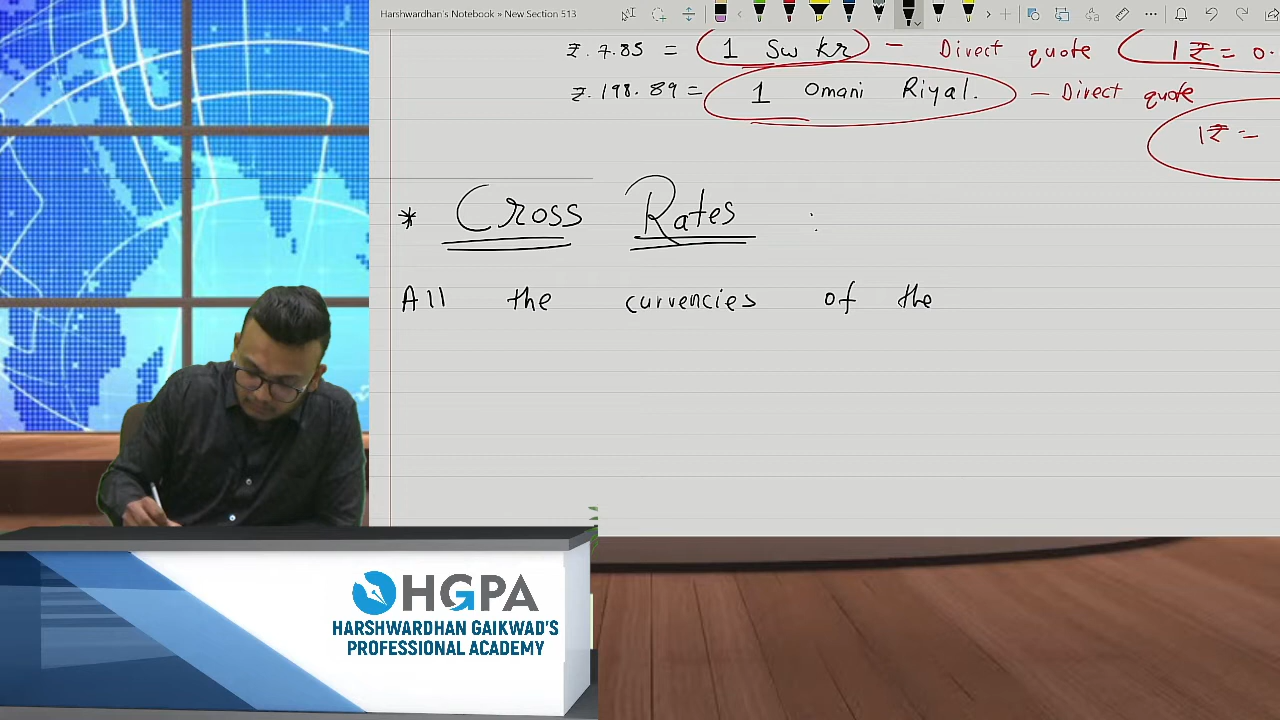 Harshwardhan's Notebook » New Section 513
₹.7.85 = 1 Sw kr – Direct quote 1₹ = 0.
₹.198.89 = 1 Omani Riyal. – Direct quote
1₹ =
* Cross Rates :
All the currencies of the
HGPA
HARSHWARDHAN GAIKWAD'S
PROFESSIONAL ACADEMY